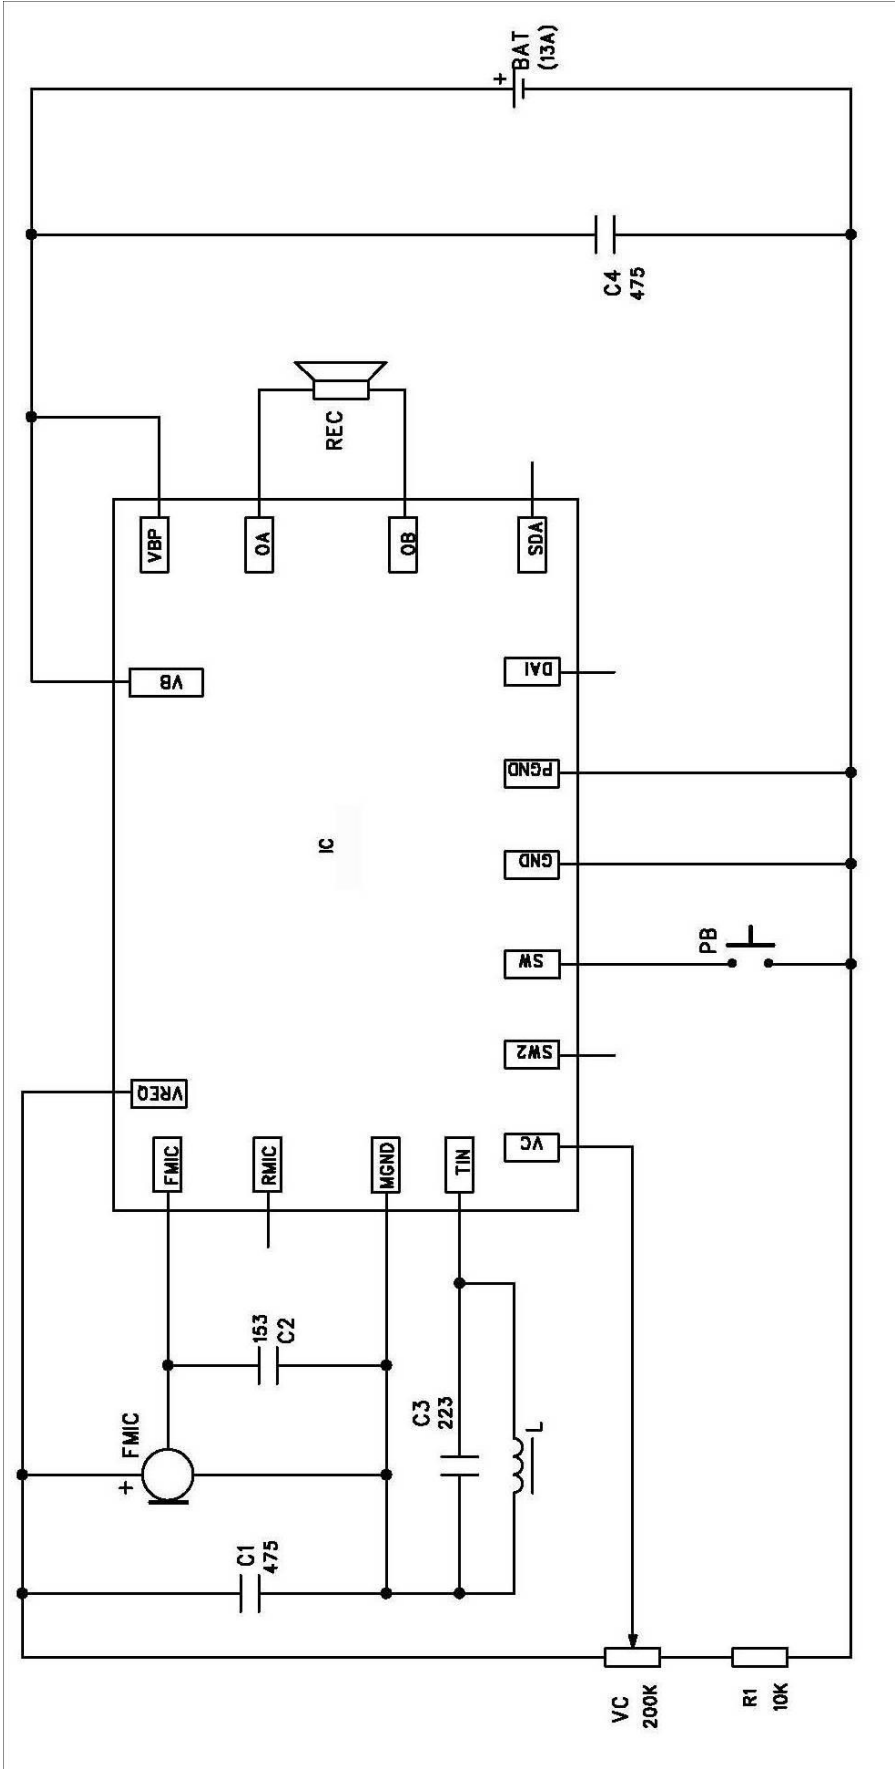 +
BAT
(13A)
C4
475
REC
VBP
OA
OB
SDA
VB
DAI
PGND
GND
IC
PB
SW
SW2
VREQ
VC
FMIC
RMIC
MGND
TIN
153
C2
C3
223
FMIC
+
L
C1
475
VC
200K
R1
10K